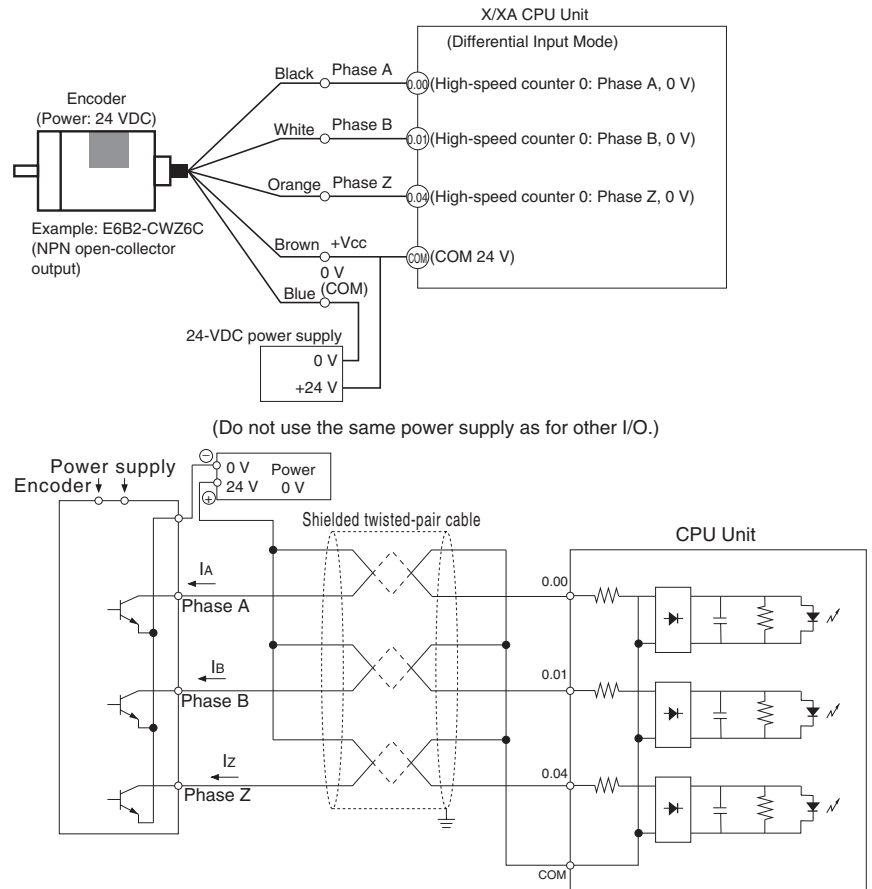 X/XA CPU Unit
(Differential Input Mode)
Black Phase A 0.00 (High-speed counter 0: Phase A, 0 V)
Encoder
(Power: 24 VDC)
White Phase B 0.01 (High-speed counter 0: Phase B, 0 V)
Orange Phase Z 0.04 (High-speed counter 0: Phase Z, 0 V)
Example: E6B2-CWZ6C
(NPN open-collector
output)
Brown +Vcc COM (COM 24 V)
0 V
(COM)
Blue
24-VDC power supply
0 V
+24 V
(Do not use the same power supply as for other I/O.)
Power supply
Encoder
− 0 V Power
+ 24 V 0 V
Shielded twisted-pair cable
CPU Unit
IA
Phase A
0.00
IB
Phase B
0.01
IZ
Phase Z
0.04
COM